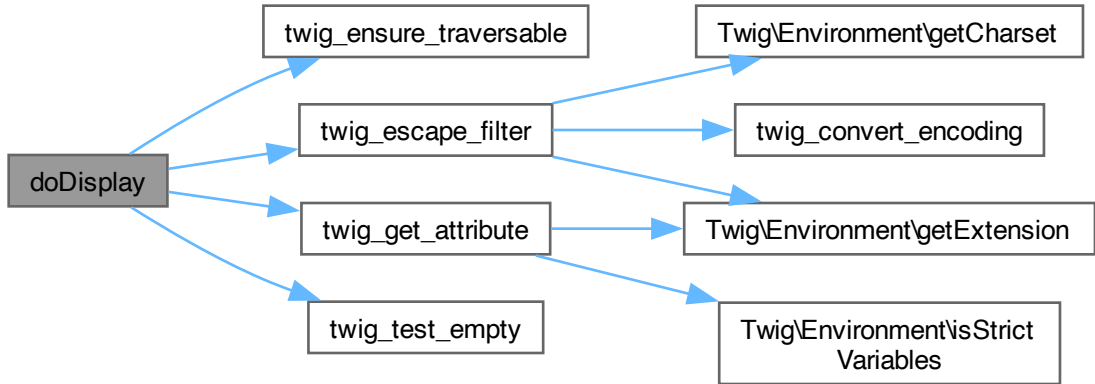 doDisplay
twig_ensure_traversable
twig_escape_filter
twig_get_attribute
twig_test_empty
Twig\Environment\getCharset
twig_convert_encoding
Twig\Environment\getExtension
Twig\Environment\isStrict
Variables